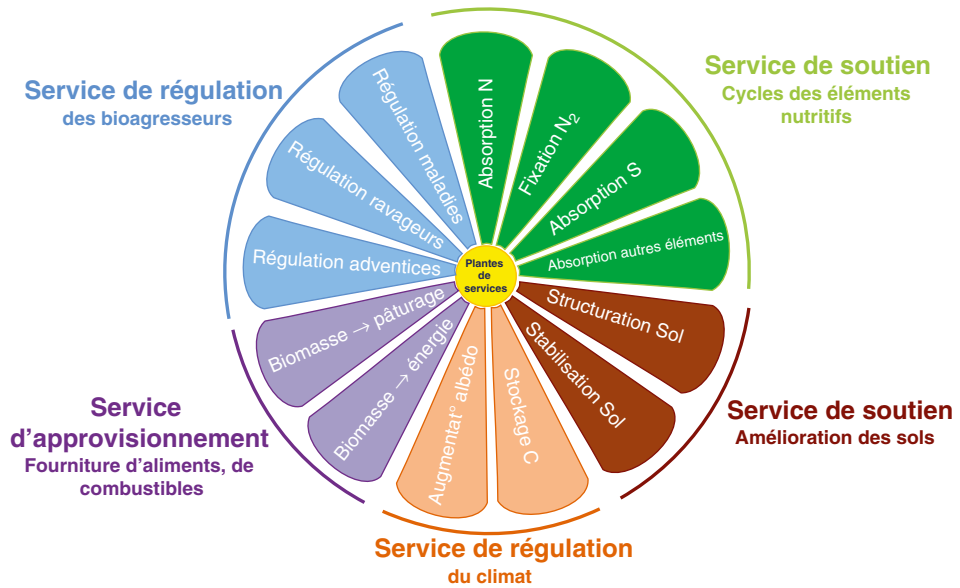 Service de régulation
des bioagresseurs
Service de soutien
Cycles des éléments
nutritifs
Régulation maladies
Régulation ravageurs
Régulation adventices
Absorption N
Fixation N₂
Absorption S
Absorption autres éléments
Plantes
de
services
Biomasse → pâturage
Biomasse → énergie
Augmentat° albédo
Stockage C
Stabilisation Sol
Structuration Sol
Service
d’approvisionnement
Fourniture d’aliments, de
combustibles
Service de soutien
Amélioration des sols
Service de régulation
du climat